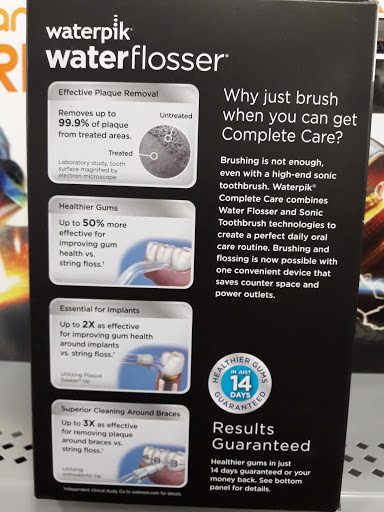 waterpik®
waterflosser®
Effective Plaque Removal
Removes up to
99.9% of plaque
from treated areas.
Untreated
Treated
Laboratory study, tooth
surface magnified by
electron microscope
Healthier Gums
Up to 50% more
effective for
improving gum
health vs.
string floss.¹
Essential for Implants
Up to 2X as effective
for improving gum health
around implants
vs. string floss.¹
Utilizing Plaque
Seeker® tip
Superior Cleaning Around Braces
Up to 3X as effective
for removing plaque
around braces vs.
string floss.¹
Utilizing
orthodontic tip
¹Independent clinical study. Go to waterpik.com for details.
Why just brush
when you can get
Complete Care?
Brushing is not enough,
even with a high-end sonic
toothbrush. Waterpik®
Complete Care combines
Water Flosser and Sonic
Toothbrush technologies to
create a perfect daily oral
care routine. Brushing and
flossing is now possible with
one convenient device that
saves counter space and
power outlets.
HEALTHIER GUMS
IN JUST
14
DAYS
GUARANTEED
Results
Guaranteed
Healthier gums in just
14 days guaranteed or your
money back. See bottom
panel for details.